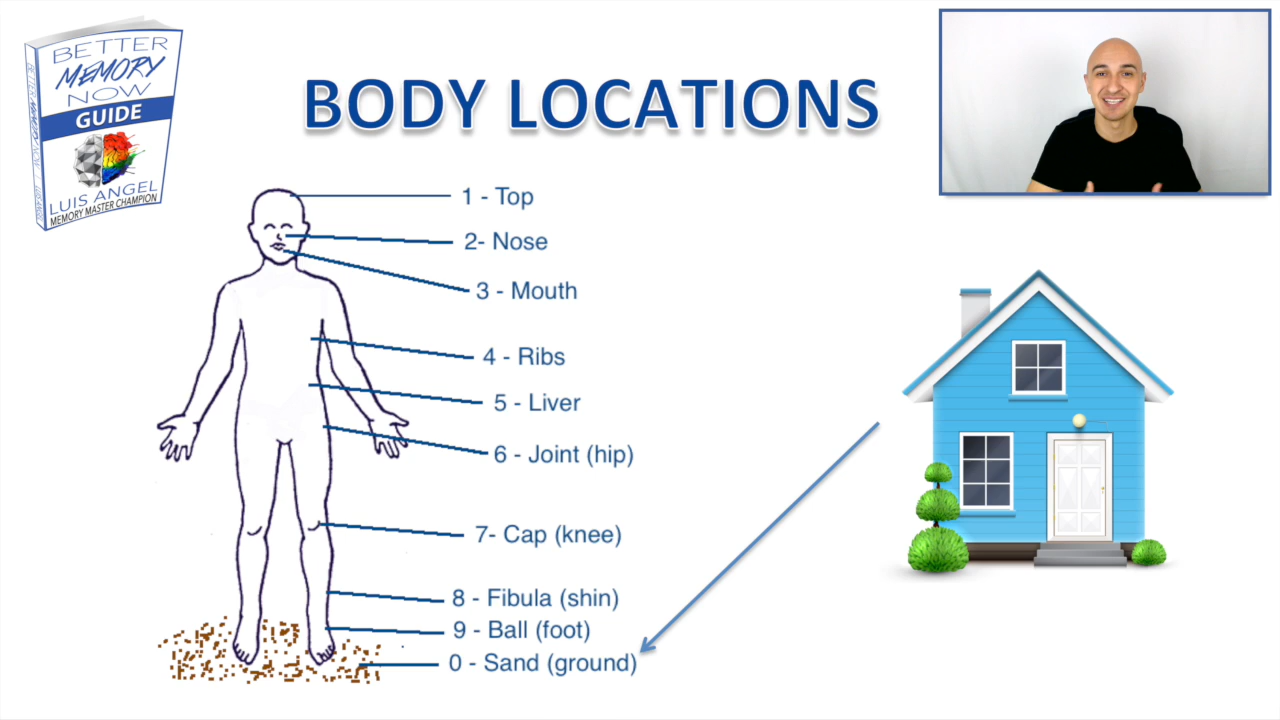 BETTER
MEMORY
NOW
GUIDE
LUIS ANGEL
MEMORY MASTER CHAMPION
BODY LOCATIONS
1 - Top
2- Nose
3 - Mouth
4 - Ribs
5 - Liver
6 - Joint (hip)
7- Cap (knee)
8 - Fibula (shin)
9 - Ball (foot)
0 - Sand (ground)